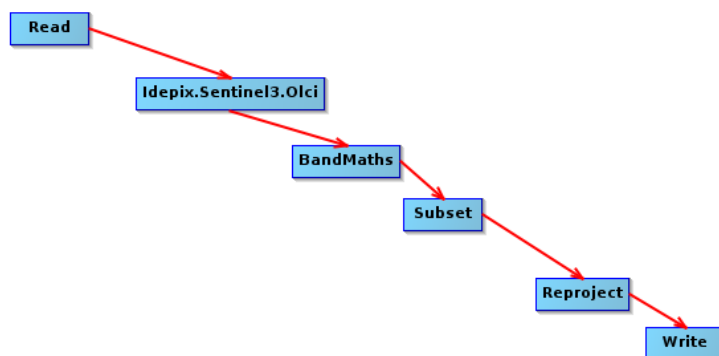 Read
Idepix.Sentinel3.Olci
BandMaths
Subset
Reproject
Write